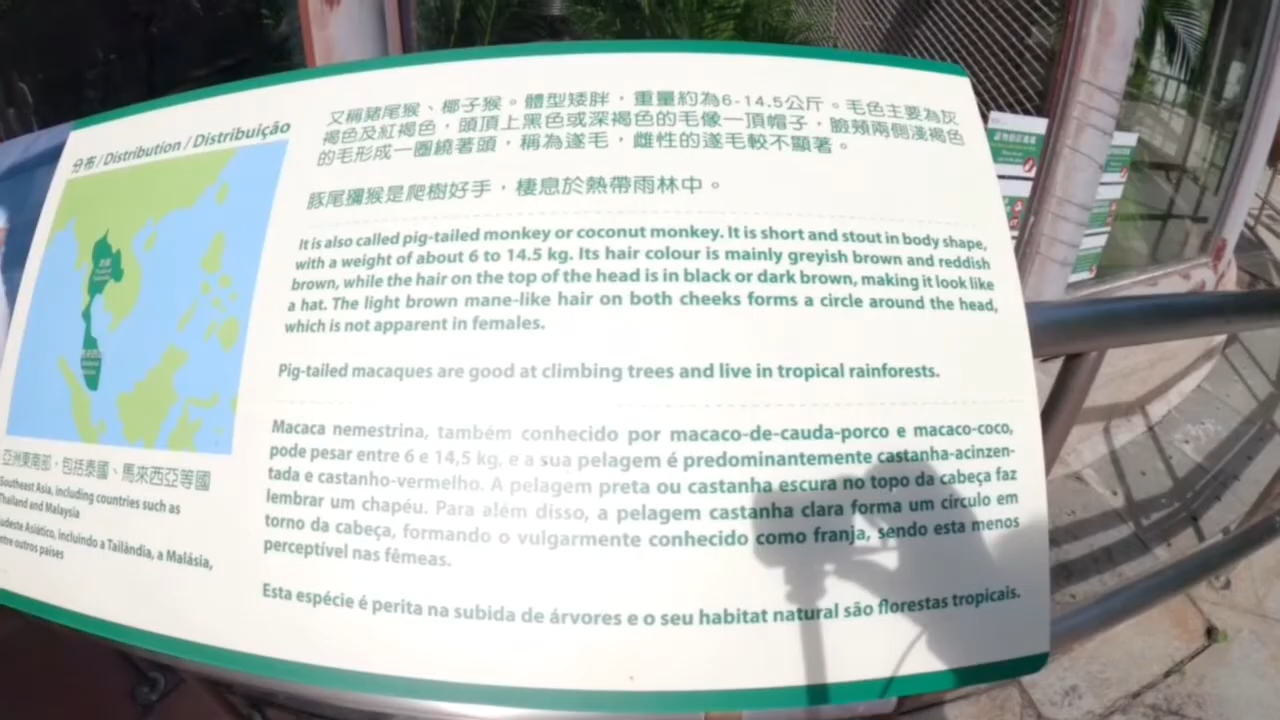 分布 / Distribution / Distribuição
亞洲東南部，包括泰國、馬來西亞等國
Southeast Asia, including countries such as
Thailand and Malaysia
Sudeste Asiático, incluindo a Tailândia, a Malásia,
entre outros países
又稱豬尾猴、椰子猴。體型矮胖，重量約為6-14.5公斤。毛色主要為灰
褐色及紅褐色，頭頂上黑色或深褐色的毛像一頂帽子，臉頰兩側淺褐色
的毛形成一圈繞著頭，稱為鬃毛，雌性的鬃毛較不顯著。
豚尾獼猴是爬樹好手，棲息於熱帶雨林中。
It is also called pig-tailed monkey or coconut monkey. It is short and stout in body shape,
with a weight of about 6 to 14.5 kg. Its hair colour is mainly greyish brown and reddish
brown, while the hair on the top of the head is in black or dark brown, making it look like
a hat. The light brown mane-like hair on both cheeks forms a circle around the head,
which is not apparent in females.
Pig-tailed macaques are good at climbing trees and live in tropical rainforests.
Macaca nemestrina, também conhecido por macaco-de-cauda-porco e macaco-coco,
pode pesar entre 6 e 14,5 kg, e a sua pelagem é predominantemente castanha-acinzen-
tada e castanho-vermelho. A pelagem preta ou castanha escura no topo da cabeça faz
lembrar um chapéu. Para além disso, a pelagem castanha clara forma um círculo em
torno da cabeça, formando o vulgarmente conhecido como franja, sendo esta menos
perceptível nas fêmeas.
Esta espécie é perita na subida de árvores e o seu habitat natural são florestas tropicais.